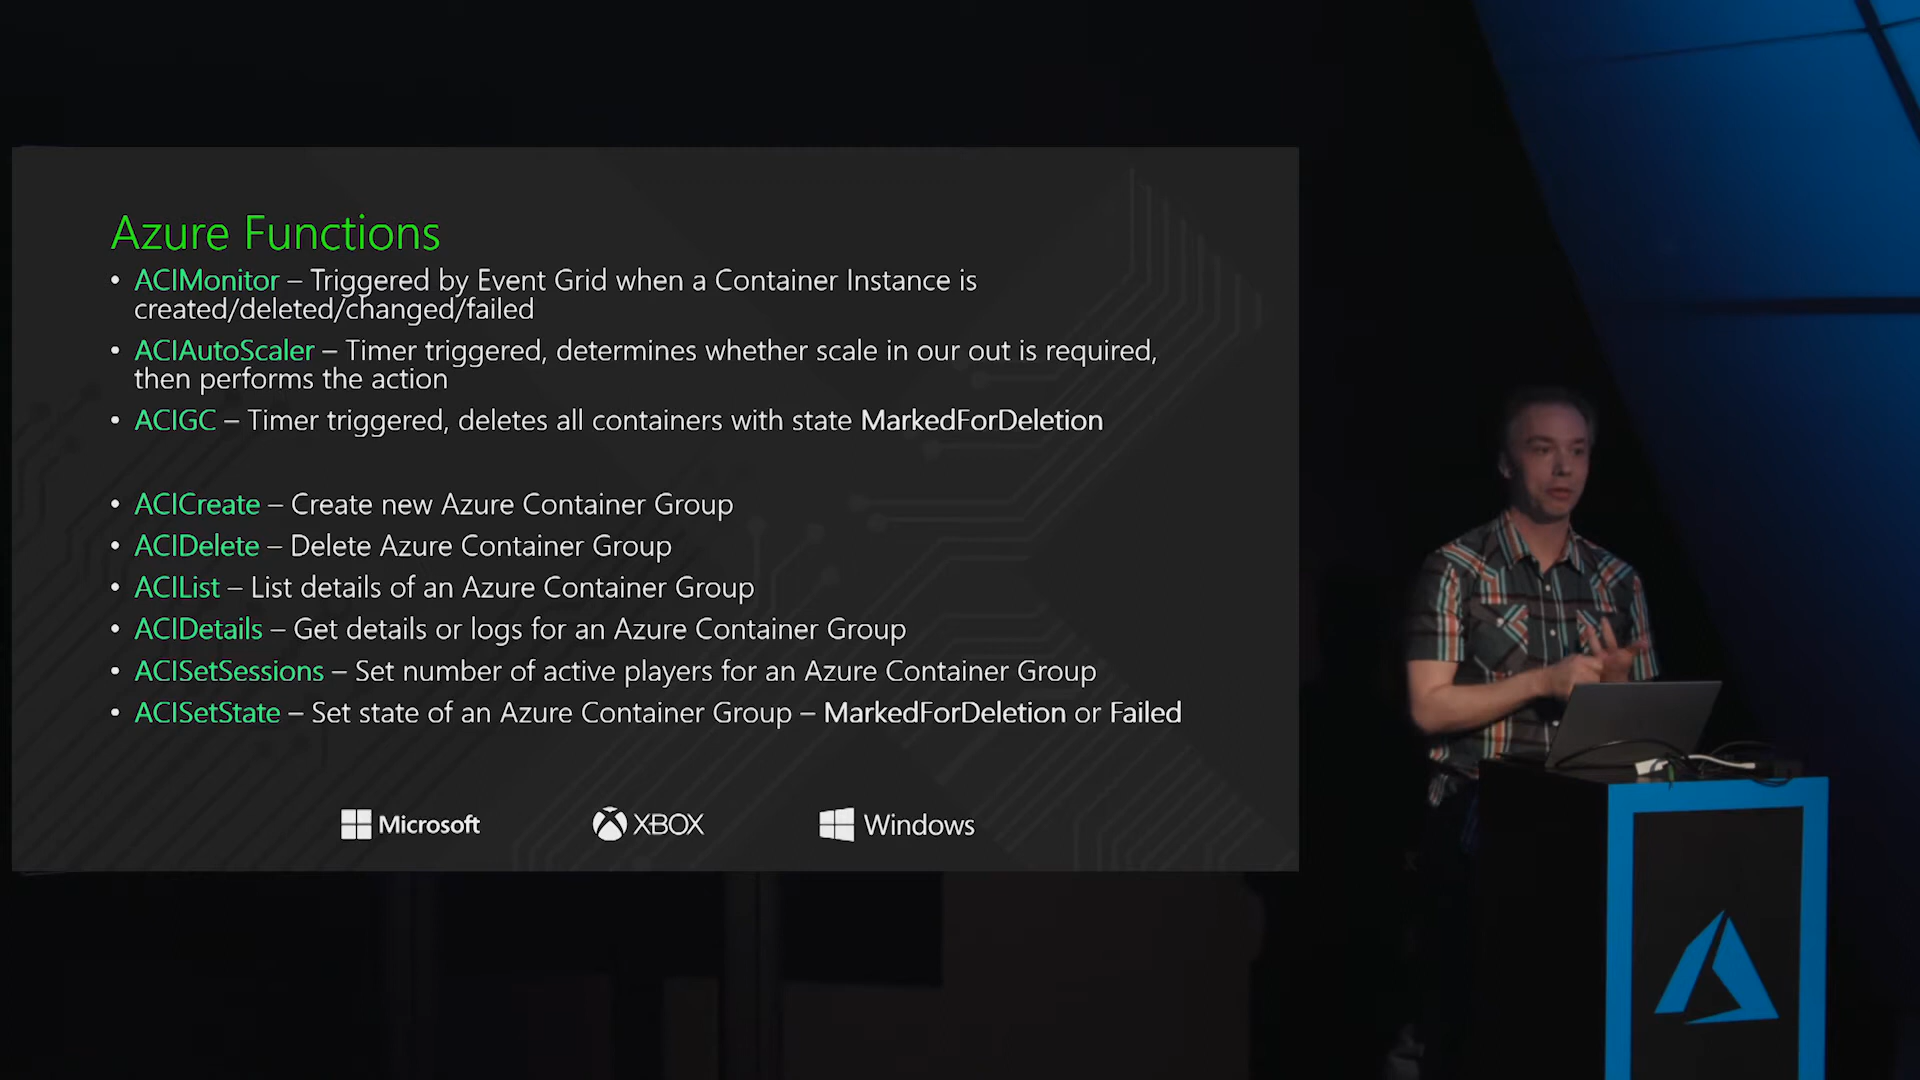 Azure Functions
• ACIMonitor – Triggered by Event Grid when a Container Instance is
created/deleted/changed/failed
• ACIAutoScaler – Timer triggered, determines whether scale in our out is required,
then performs the action
• ACIGC – Timer triggered, deletes all containers with state MarkedForDeletion
• ACICreate – Create new Azure Container Group
• ACIDelete – Delete Azure Container Group
• ACIList – List details of an Azure Container Group
• ACIDetails – Get details or logs for an Azure Container Group
• ACISetSessions – Set number of active players for an Azure Container Group
• ACISetState – Set state of an Azure Container Group – MarkedForDeletion or Failed
Microsoft XBOX Windows